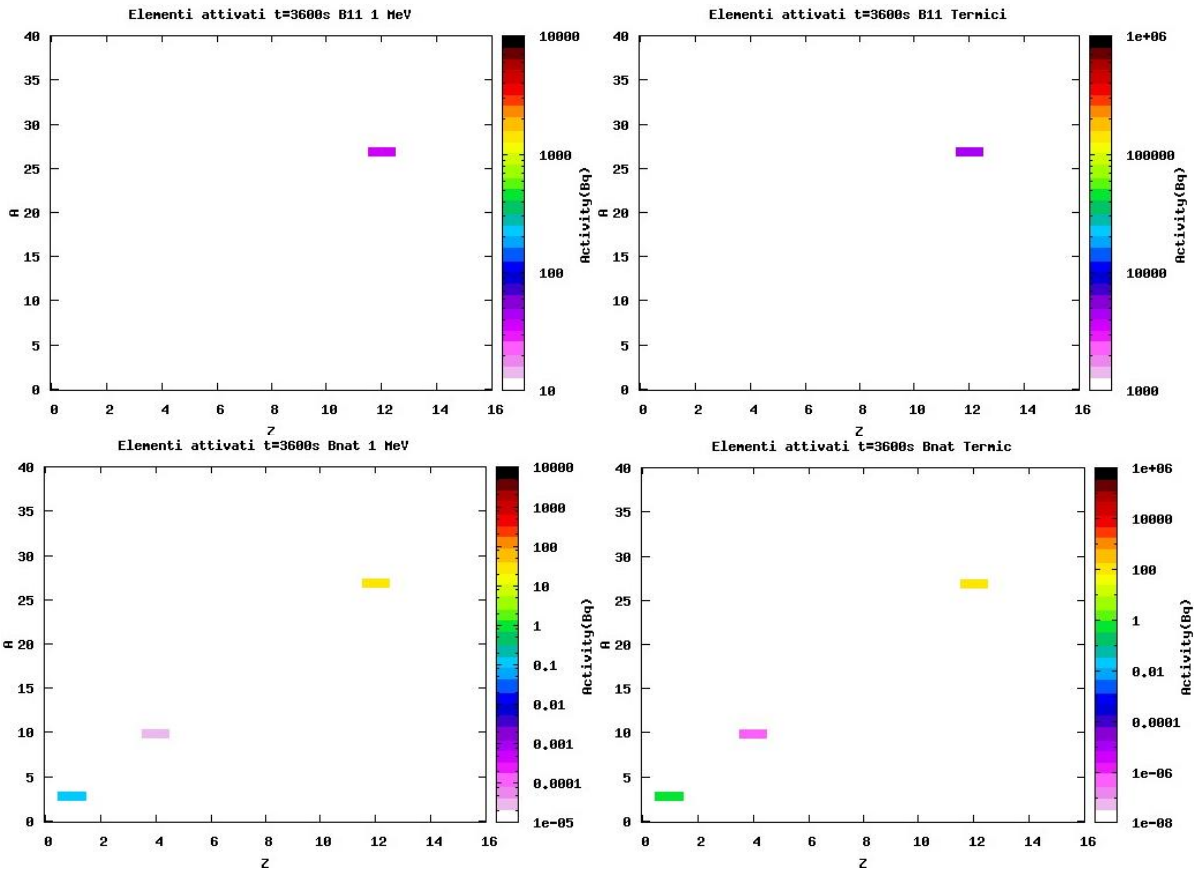 Elementi attivati t=3600s B11 1 MeV
40
35
30
25
20
15
10
5
0
A
0 2 4 6 8 10 12 14 16
Z
10000
1000
100
10
Activity(Bq)
Elementi attivati t=3600s B11 Termici
40
35
30
25
20
15
10
5
0
A
0 2 4 6 8 10 12 14 16
Z
1e+06
100000
10000
1000
Activity(Bq)
Elementi attivati t=3600s Bnat 1 MeV
40
35
30
25
20
15
10
5
0
A
0 2 4 6 8 10 12 14 16
Z
10000
1000
100
10
1
0.1
0.01
0.001
0.0001
1e-05
Activity(Bq)
Elementi attivati t=3600s Bnat Termic
40
35
30
25
20
15
10
5
0
A
0 2 4 6 8 10 12 14 16
Z
1e+06
10000
100
1
0.01
0.0001
1e-06
1e-08
Activity(Bq)